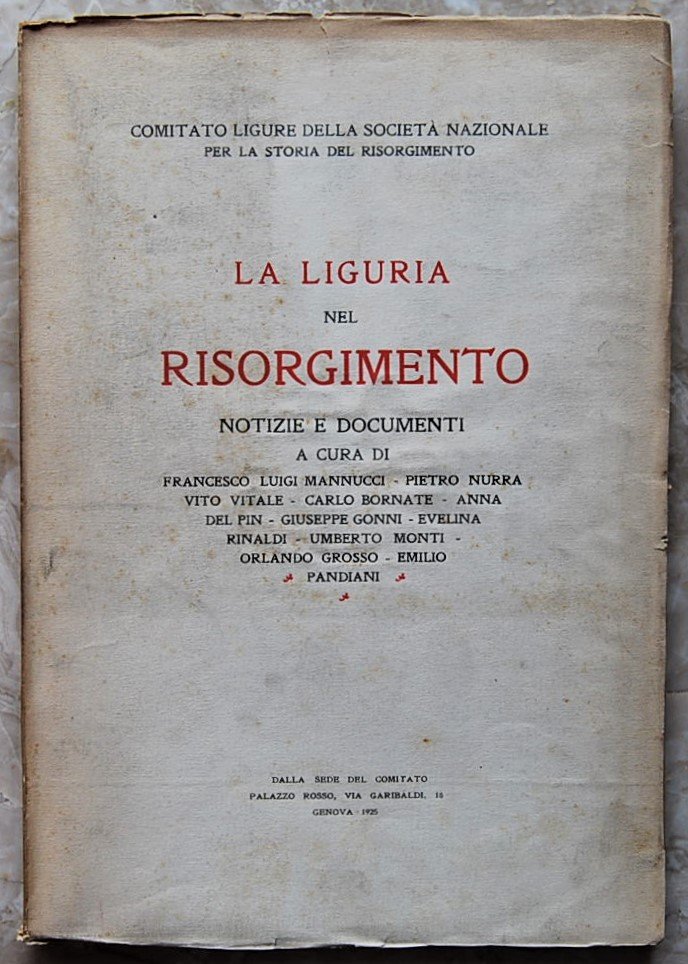 COMITATO LIGURE DELLA SOCIETÀ NAZIONALE
PER LA STORIA DEL RISORGIMENTO
LA LIGURIA
NEL
RISORGIMENTO
NOTIZIE E DOCUMENTI
A CURA DI
FRANCESCO LUIGI MANNUCCI - PIETRO NURRA
VITO VITALE - CARLO BORNATE - ANNA
DEL PIN - GIUSEPPE GONNI - EVELINA
RINALDI - UMBERTO MONTI -
ORLANDO GROSSO - EMILIO
PANDIANI
DALLA SEDE DEL COMITATO
PALAZZO ROSSO, VIA GARIBALDI, 18
GENOVA - 1925